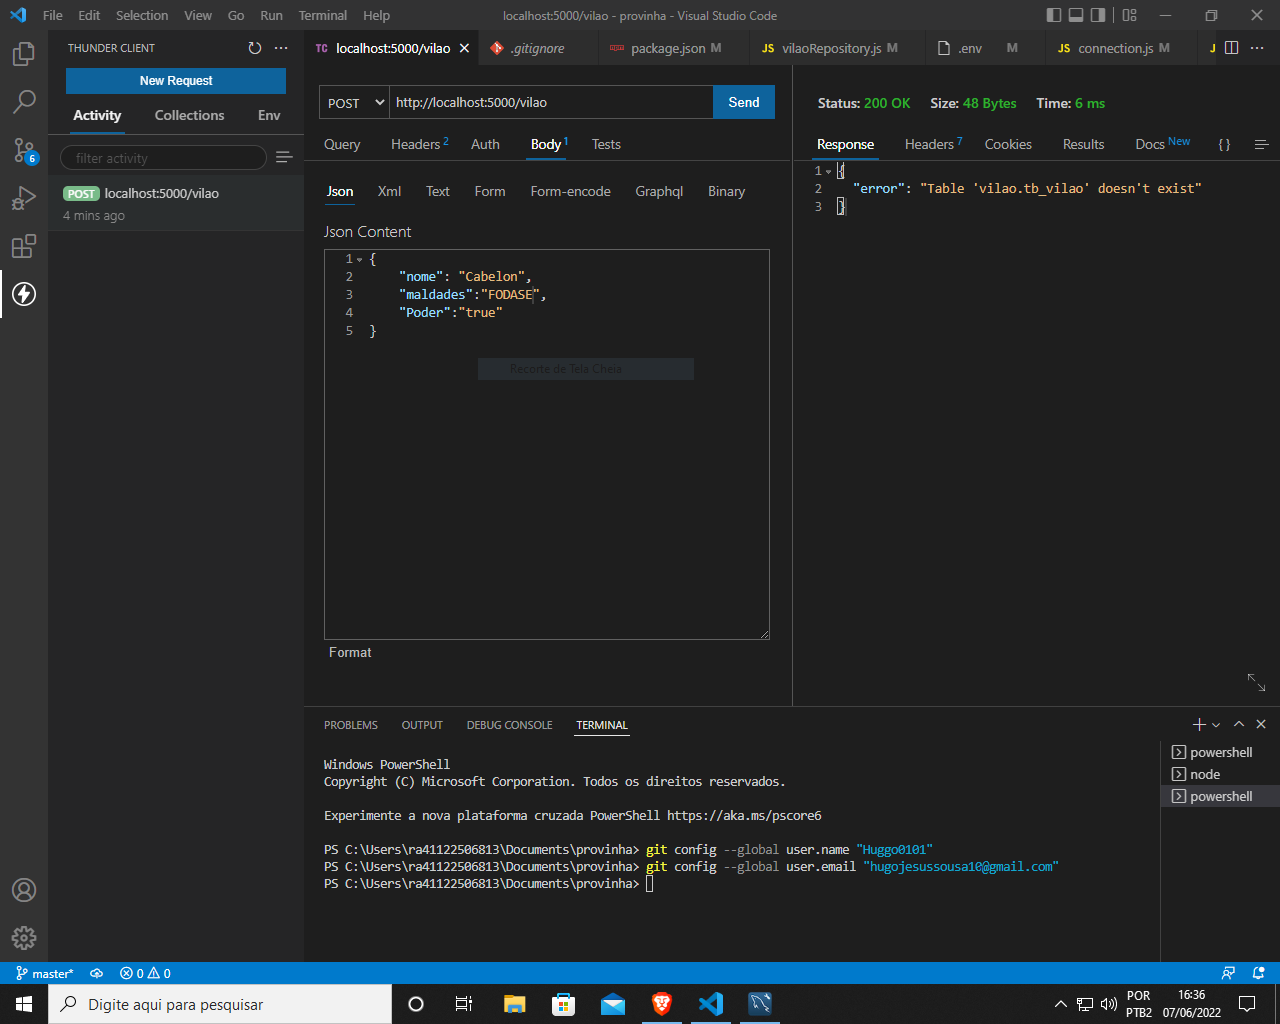 File Edit Selection View Go Run Terminal Help
localhost:5000/vilao - provinha - Visual Studio Code
THUNDER CLIENT
New Request
Activity Collections Env
filter activity
POST localhost:5000/vilao
4 mins ago
6
TC localhost:5000/vilao
.gitignore
package.json M
JS vilaoRepository.js M
.env M
JS connection.js M
POST http://localhost:5000/vilao Send
Query Headers 2 Auth Body 1 Tests
Json Xml Text Form Form-encode Graphql Binary
Json Content
1 {
2 "nome": "Cabelon",
3 "maldades":"FODASE",
4 "Poder":"true"
5 }
Recorte de Tela Cheia
Format
Status: 200 OK Size: 48 Bytes Time: 6 ms
Response Headers 7 Cookies Results Docs New { }
1 {
2 "error": "Table 'vilao.tb_vilao' doesn't exist"
3 }
PROBLEMS OUTPUT DEBUG CONSOLE TERMINAL
Windows PowerShell
Copyright (C) Microsoft Corporation. Todos os direitos reservados.
Experimente a nova plataforma cruzada PowerShell https://aka.ms/pscore6
PS C:\Users\ra41122506813\Documents\provinha> git config --global user.name "Huggo0101"
PS C:\Users\ra41122506813\Documents\provinha> git config --global user.email "hugojesussousa10@gmail.com"
PS C:\Users\ra41122506813\Documents\provinha>
powershell
node
powershell
master* 0 0
Digite aqui para pesquisar
POR
PTB2
16:36
07/06/2022